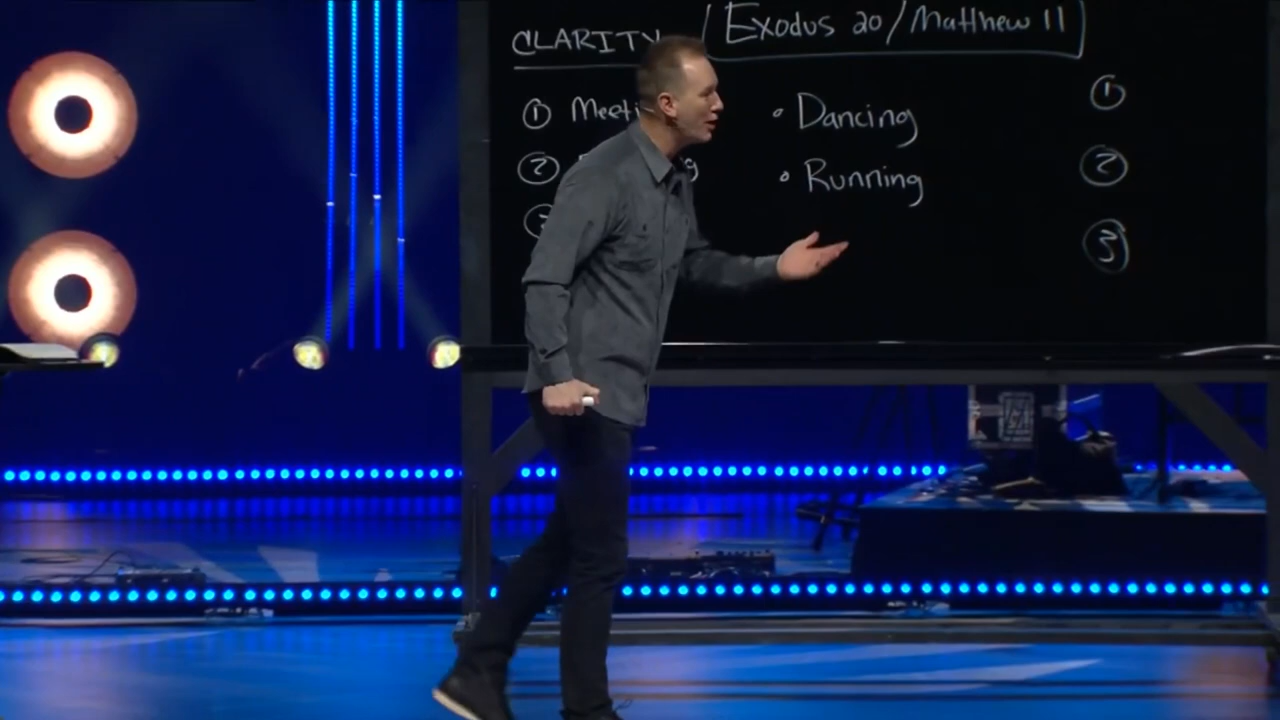 CLARITY
Exodus 20/Matthew 11
① Meeti
② g
• Dancing
• Running
①
②
③